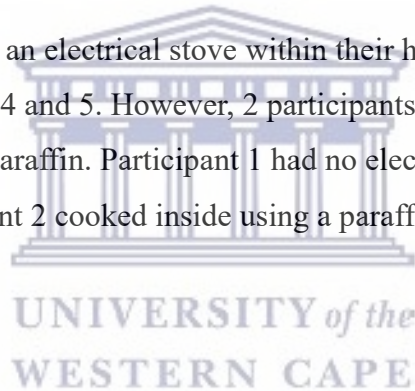 an electrical stove within their h
4 and 5. However, 2 participants
araffin. Participant 1 had no elec
nt 2 cooked inside using a paraff
UNIVERSITY of the
WESTERN CAPE